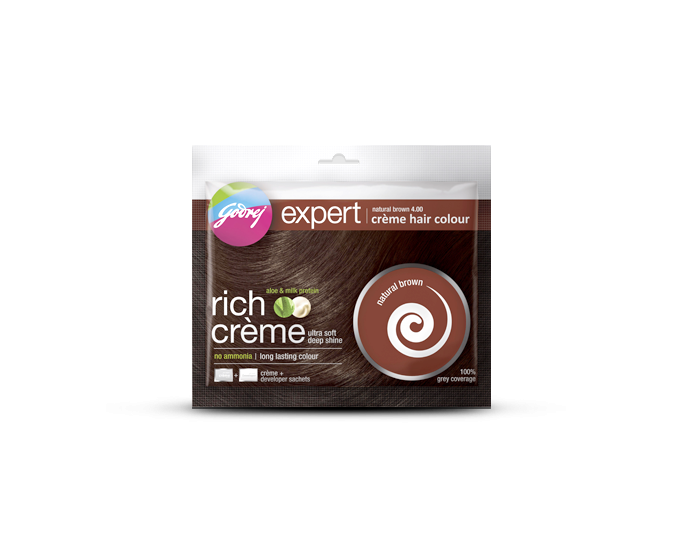 Godrej
expert
natural brown 4.00
crème hair colour
natural brown
aloe & milk protein
rich
crème
ultra soft
deep shine
no ammonia | long lasting colour
+
crème +
developer sachets
100%
grey coverage